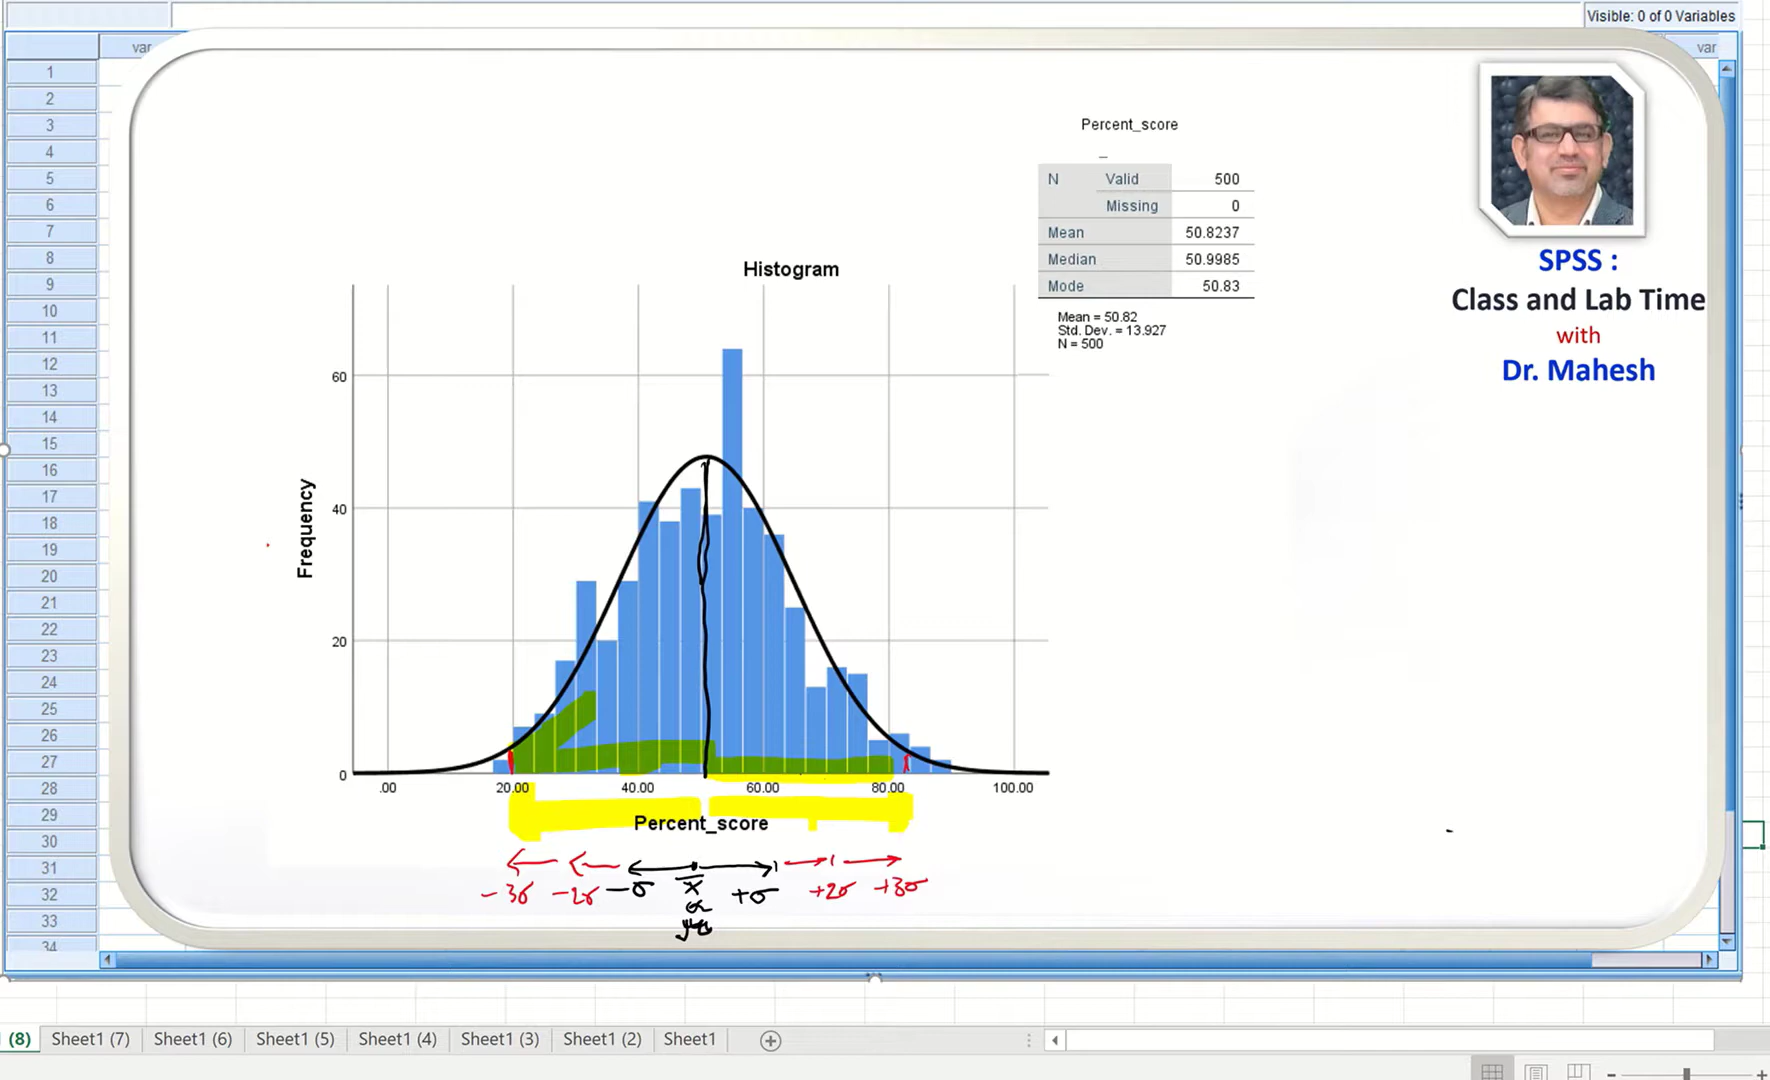 Visible: 0 of 0 Variables
var
var
1
2
3
4
5
6
7
8
9
10
11
12
13
14
15
16
17
18
19
20
21
22
23
24
25
26
27
28
29
30
31
32
33
34
Percent_score
N Valid 500
Missing 0
Mean 50.8237
Median 50.9985
Mode 50.83
Mean = 50.82
Std. Dev. = 13.927
N = 500
SPSS :
Class and Lab Time
with
Dr. Mahesh
Histogram
Frequency
60
40
20
0
.00 20.00 40.00 60.00 80.00 100.00
Percent_score
-3σ -2σ -σ x̄ +σ +2σ +3σ
(8) Sheet1 (7) Sheet1 (6) Sheet1 (5) Sheet1 (4) Sheet1 (3) Sheet1 (2) Sheet1